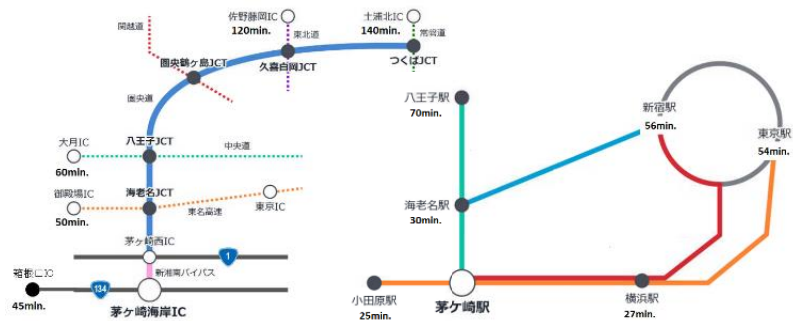 佐野藤岡IC
120min.
土浦北IC
140min.
関越道
東北道
常磐道
圏央鶴ヶ島JCT
久喜白岡JCT
つくばJCT
圏央道
八王子JCT
大月IC
60min.
中央道
海老名JCT
御殿場IC
50min.
東名高速
東京IC
茅ヶ崎西IC
1
新湘南バイパス
45min.
134
茅ヶ崎海岸IC
八王子駅
70min.
新宿駅
56min.
東京駅
54min.
海老名駅
30min.
小田原駅
25min.
茅ケ崎駅
横浜駅
27min.